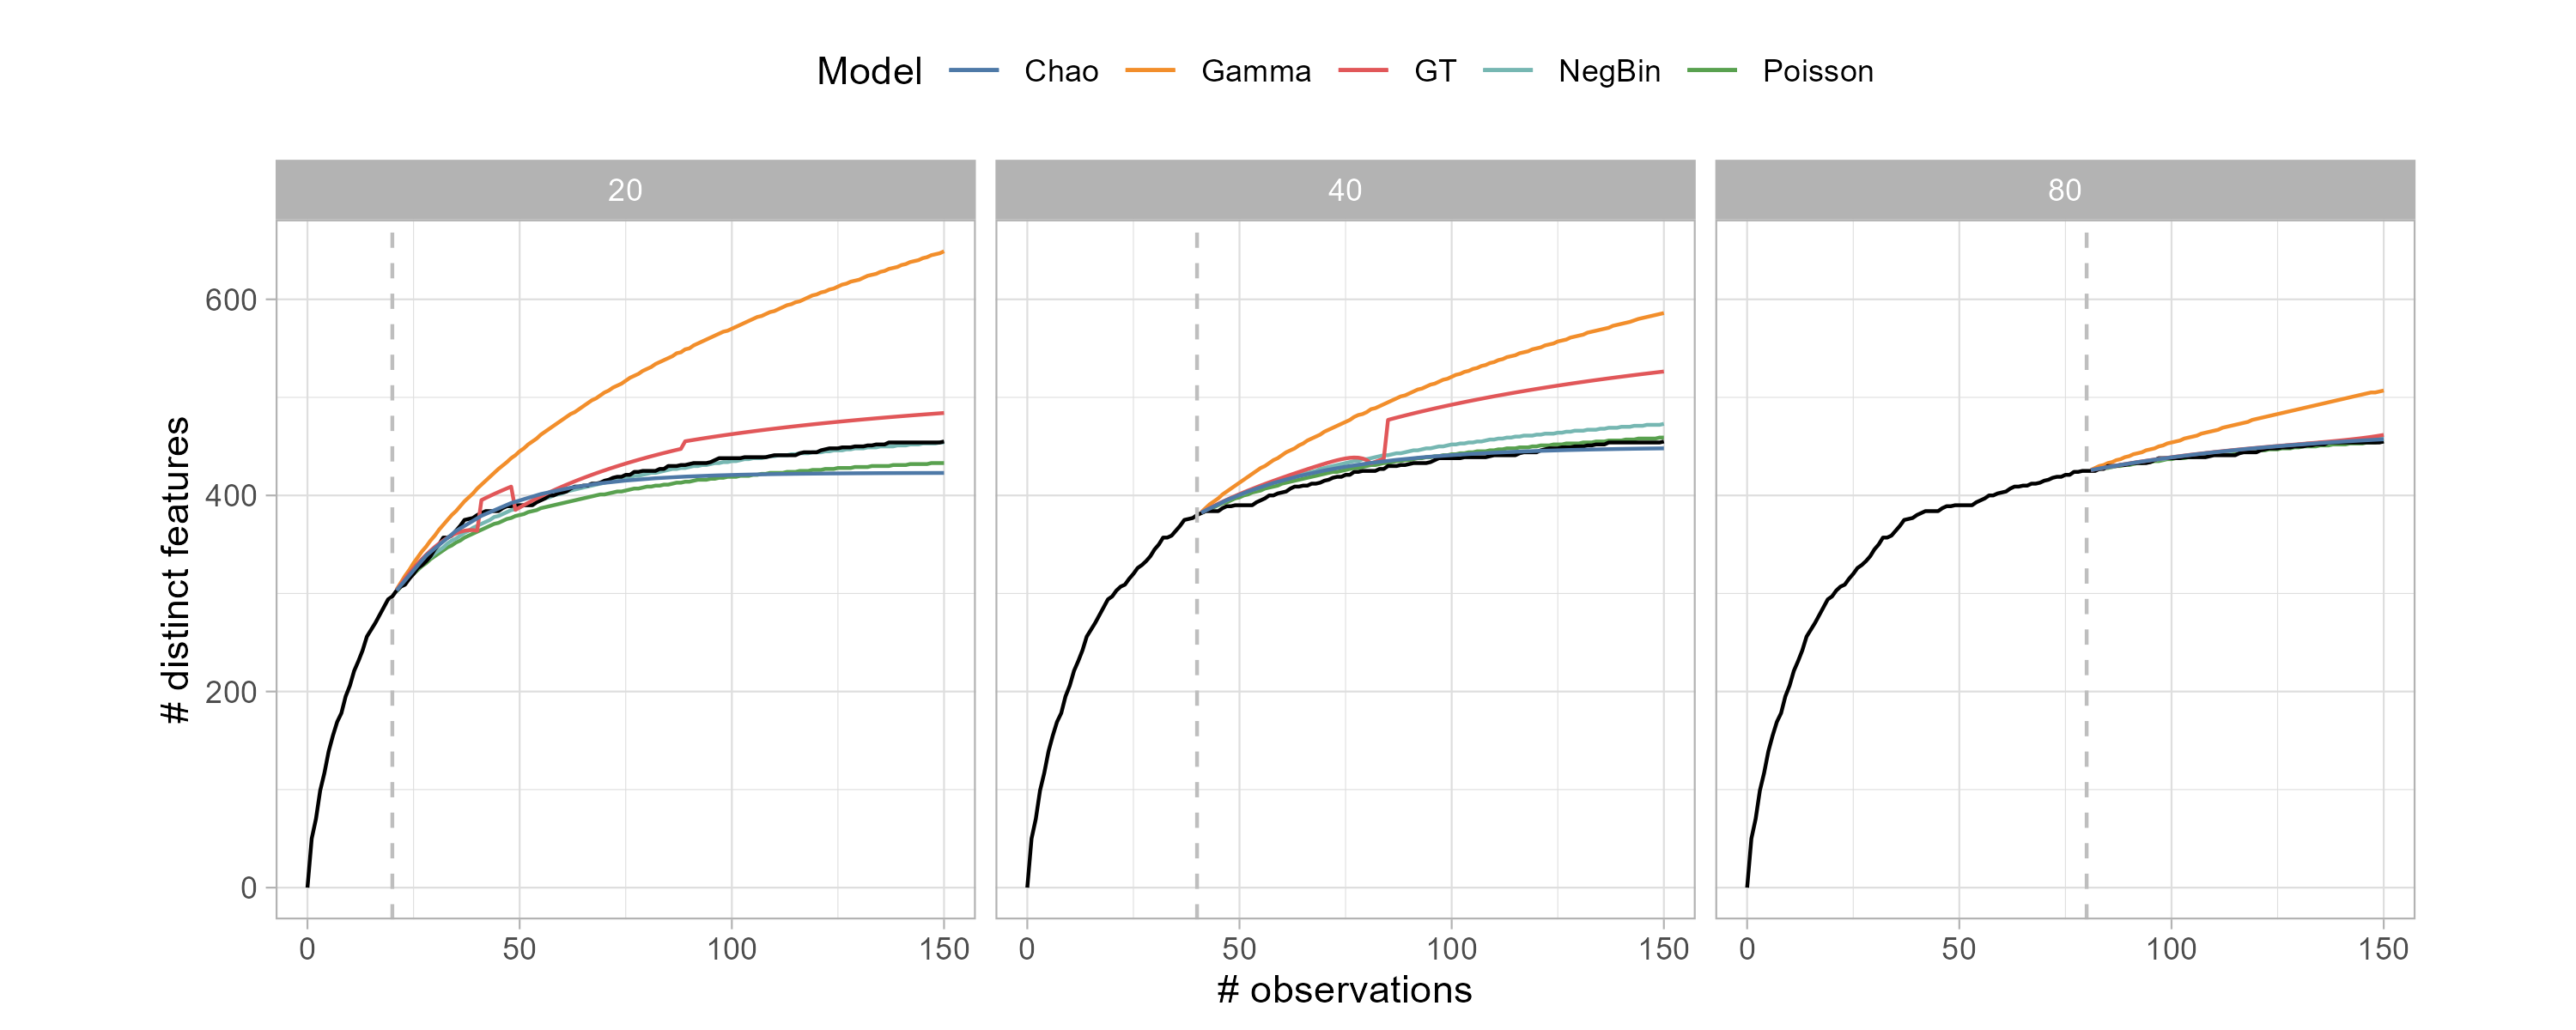 Model Chao Gamma GT NegBin Poisson
20 40 80
# distinct features
600
400
200
0
0 50 100 150 0 50 100 150 0 50 100 150
# observations